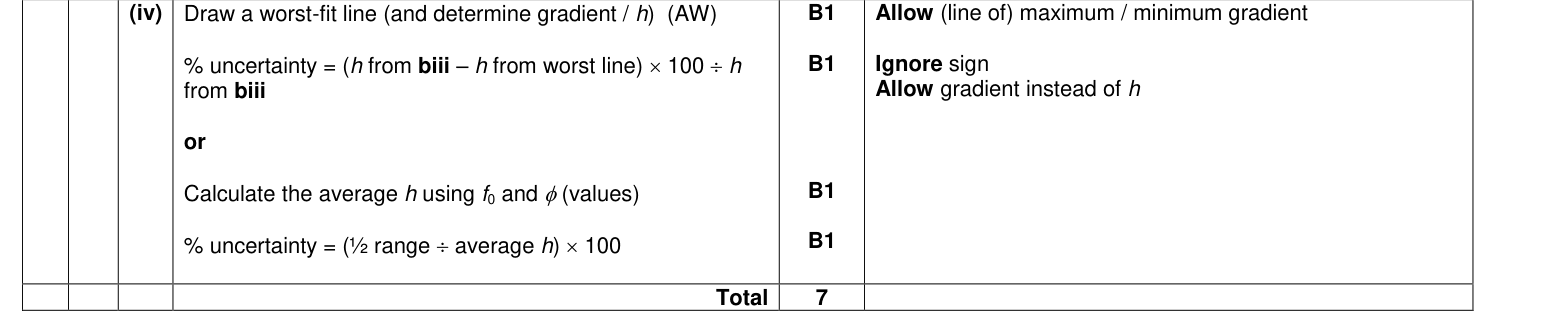 (iv) Draw a worst-fit line (and determine gradient / h) (AW) B1 Allow (line of) maximum / minimum gradient
% uncertainty = (h from biii – h from worst line) × 100 ÷ h B1 Ignore sign
from biii Allow gradient instead of h
or
Calculate the average h using f₀ and ϕ (values) B1
% uncertainty = (½ range ÷ average h) × 100 B1
Total 7